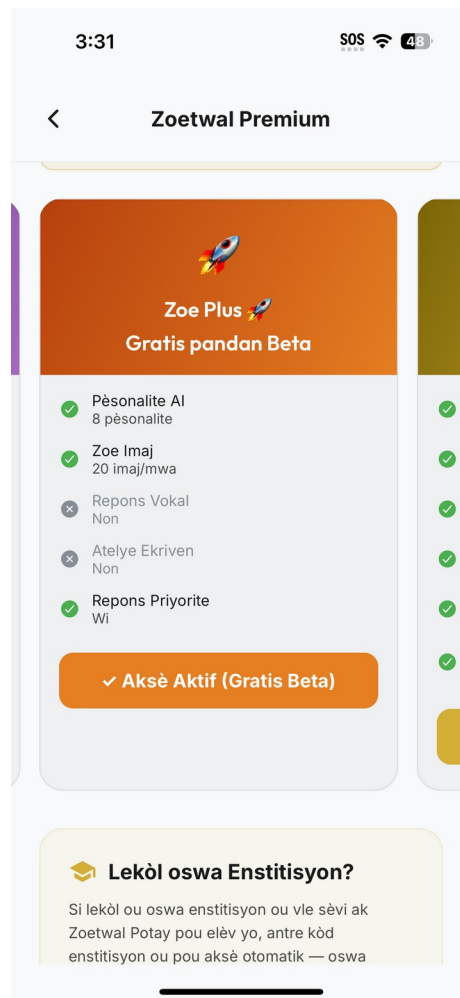 3:31
SOS
48
Zoetwal Premium
Zoe Plus 🚀
Gratis pandan Beta
Pèsonalite AI
8 pèsonalite
Zoe Imaj
20 imaj/mwa
Repons Vokal
Non
Atelye Ekriven
Non
Repons Priyorite
Wi
✓ Aksè Aktif (Gratis Beta)
Lekòl oswa Enstitisyon?
Si lekòl ou oswa enstitisyon ou vle sèvi ak
Zoetwal Potay pou elèv yo, antre kòd
enstitisyon ou pou aksè otomatik — oswa